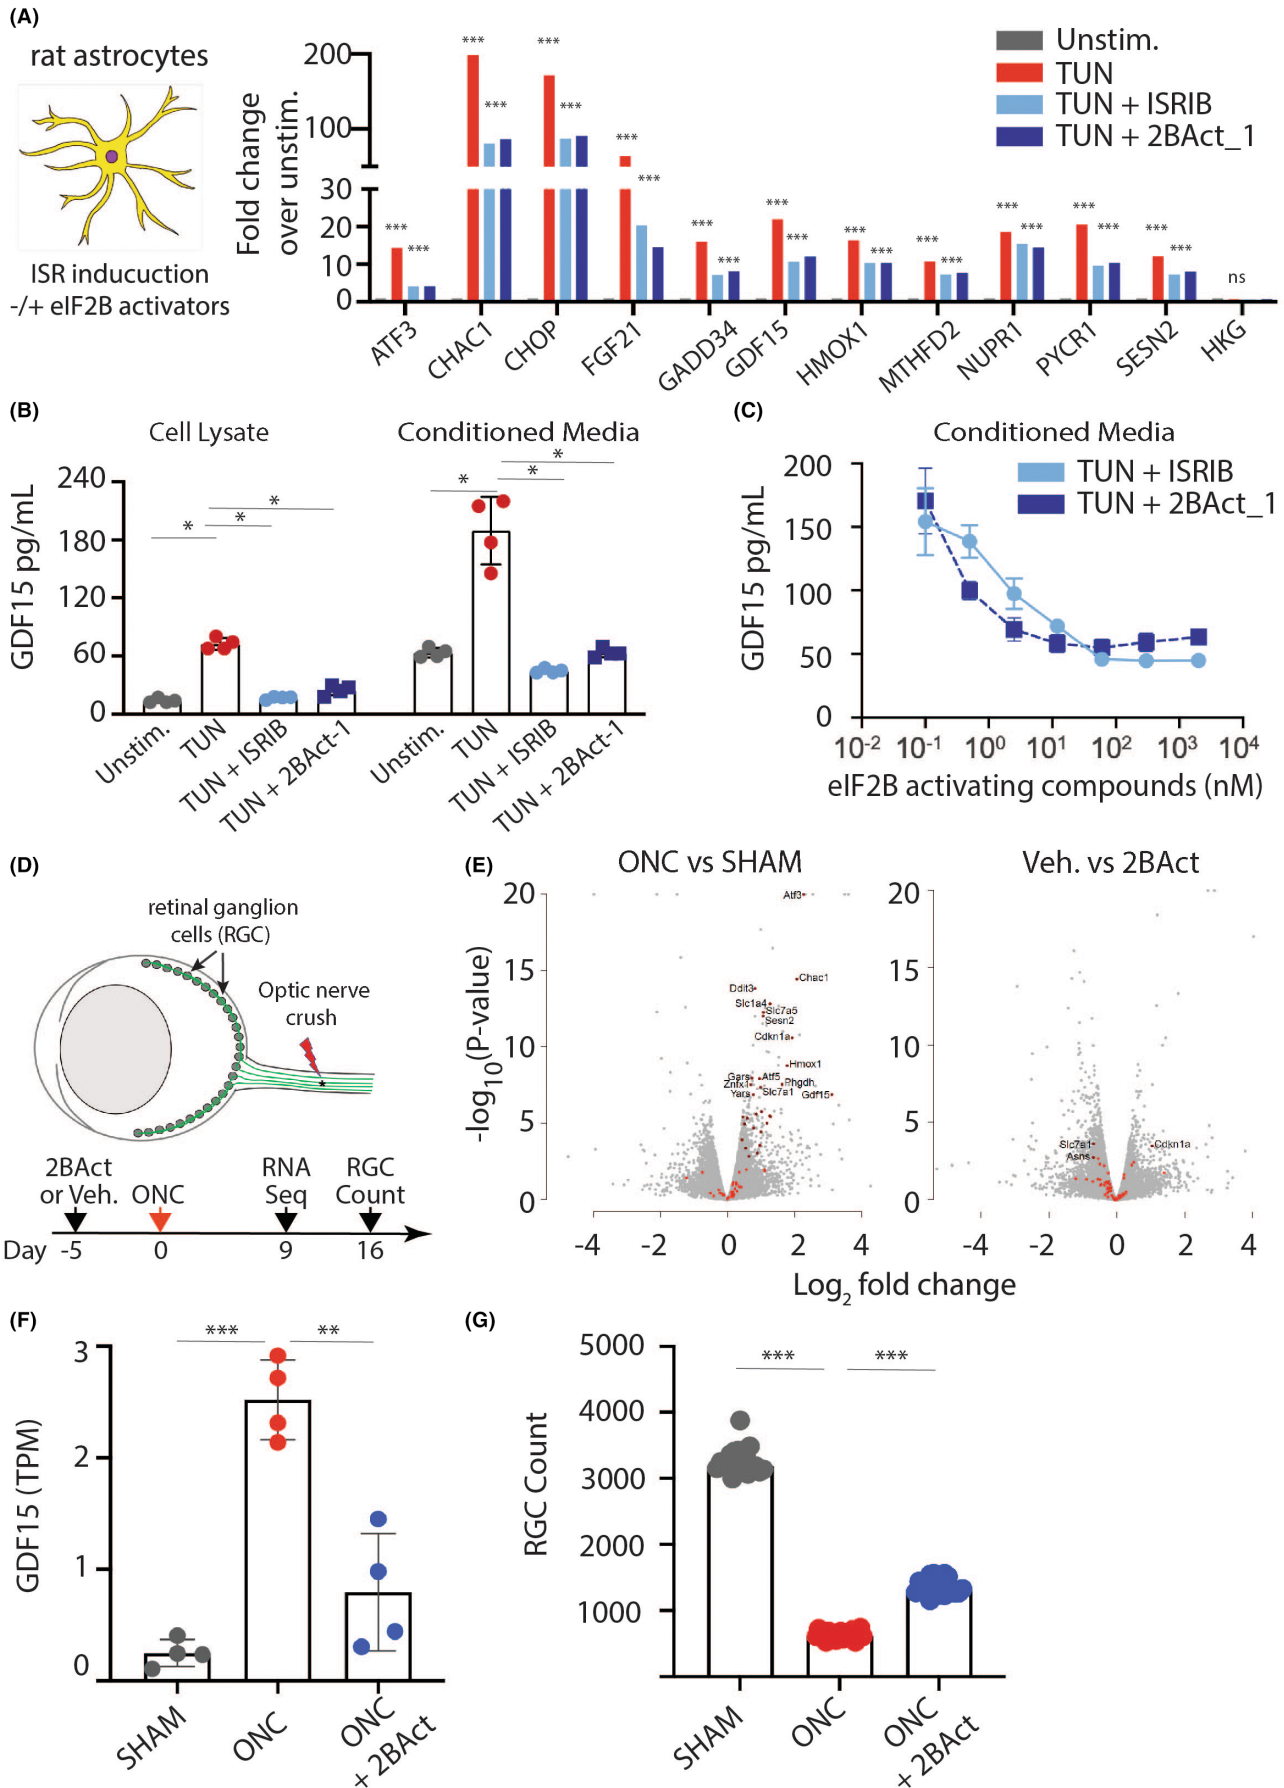 (A)
rat astrocytes
ISR inducuction
-/+ eIF2B activators
Fold change
over unstim.
200
100
30
20
10
0
*** *** *** *** *** *** *** *** *** *** *** *** *** *** *** *** *** *** *** *** *** *** ns
Unstim.
TUN
TUN + ISRIB
TUN + 2BAct_1
ATF3 CHAC1 CHOP FGF21 GADD34 GDF15 HMOX1 MTHFD2 NUPR1 PYCR1 SESN2 HKG
(B)
Cell Lysate
Conditioned Media
GDF15 pg/mL
240
180
120
60
0
* * * * * *
Unstim. TUN TUN + ISRIB TUN + 2BAct-1
Unstim. TUN TUN + ISRIB TUN + 2BAct-1
(C)
Conditioned Media
TUN + ISRIB
TUN + 2BAct_1
GDF15 pg/mL
200
150
100
50
0
10-2 10-1 100 101 102 103 104
eIF2B activating compounds (nM)
(D)
retinal ganglion
cells (RGC)
Optic nerve
crush
*
2BAct
or Veh.
ONC
RNA
Seq
RGC
Count
Day -5 0 9 16
(E)
ONC vs SHAM
-log10(P-value)
20
15
10
5
0
Atf3
Chac1
Ddit3
Slc1a4
Slc7a5
Sesn2
Cdkn1a
Hmox1
Gars Atf5
Znfx1 Phgdh
Yars Slc7a1 Gdf15
-4 -2 0 2 4
Veh. vs 2BAct
20
15
10
5
0
Slc7a1 Cdkn1a
Asns
-4 -2 0 2 4
Log2 fold change
(F)
GDF15 (TPM)
3
2
1
0
*** **
SHAM ONC ONC
+ 2BAct
(G)
RGC Count
5000
4000
3000
2000
1000
*** ***
SHAM ONC ONC
+ 2BAct